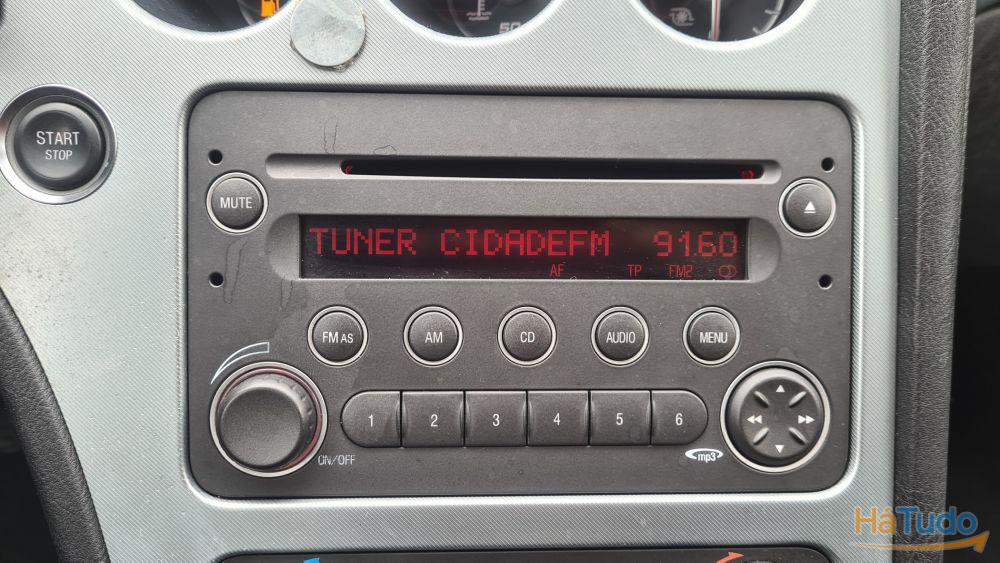 50
START
STOP
MUTE
TUNER CIDADEFM 91.60
AF TP FM2
FM AS AM CD AUDIO MENU
1 2 3 4 5 6
ON/OFF
mp3
HáTudo